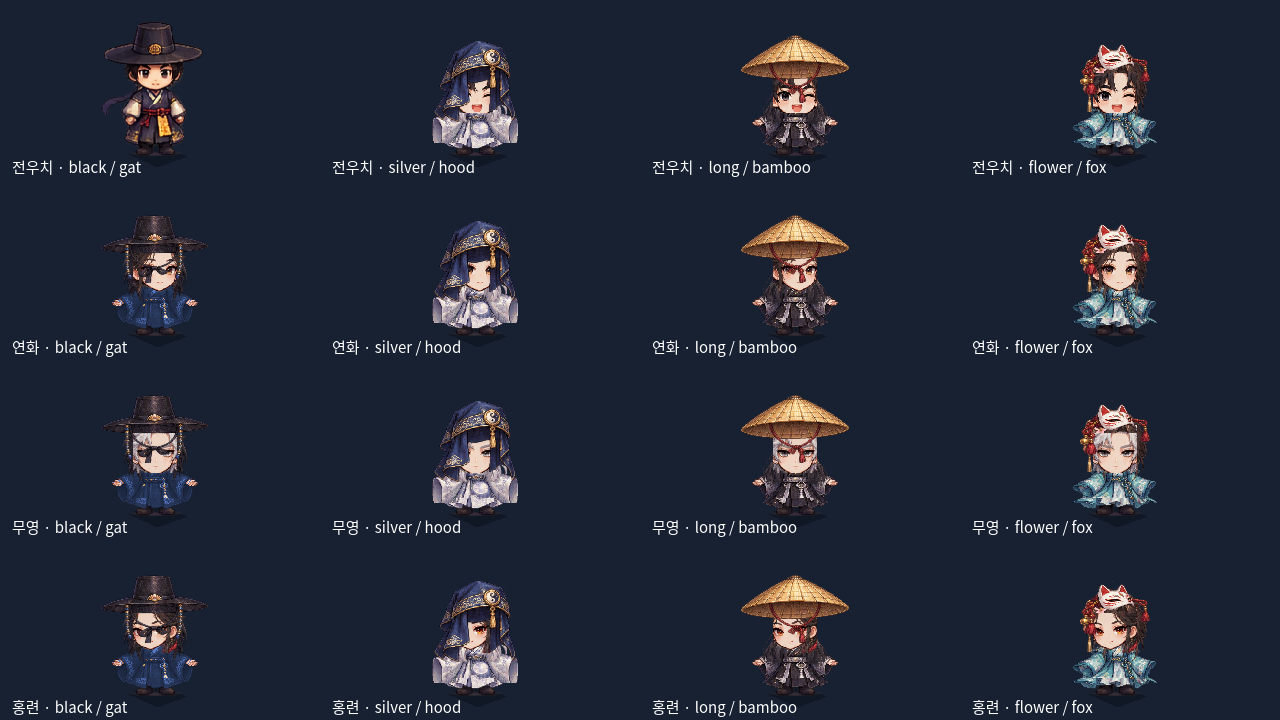 전우치 · black / gat
전우치 · silver / hood
전우치 · long / bamboo
전우치 · flower / fox
연화 · black / gat
연화 · silver / hood
연화 · long / bamboo
연화 · flower / fox
무영 · black / gat
무영 · silver / hood
무영 · long / bamboo
무영 · flower / fox
홍련 · black / gat
홍련 · silver / hood
홍련 · long / bamboo
홍련 · flower / fox